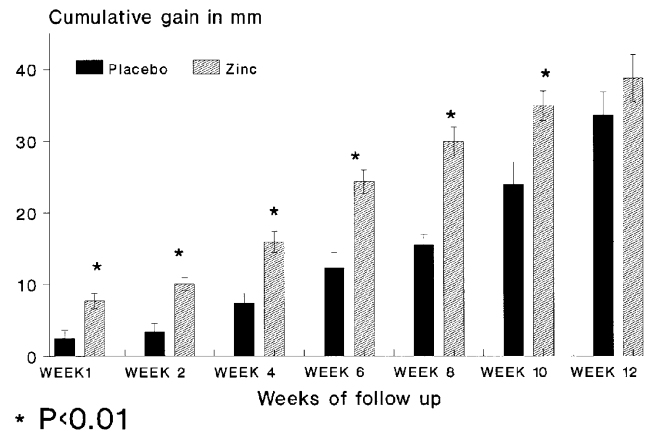 Cumulative gain in mm
Placebo Zinc
40
30
20
10
0
*
*
*
*
*
*
WEEK1 WEEK 2 WEEK 4 WEEK 6 WEEK 8 WEEK 10 WEEK 12
Weeks of follow up
* P<0.01